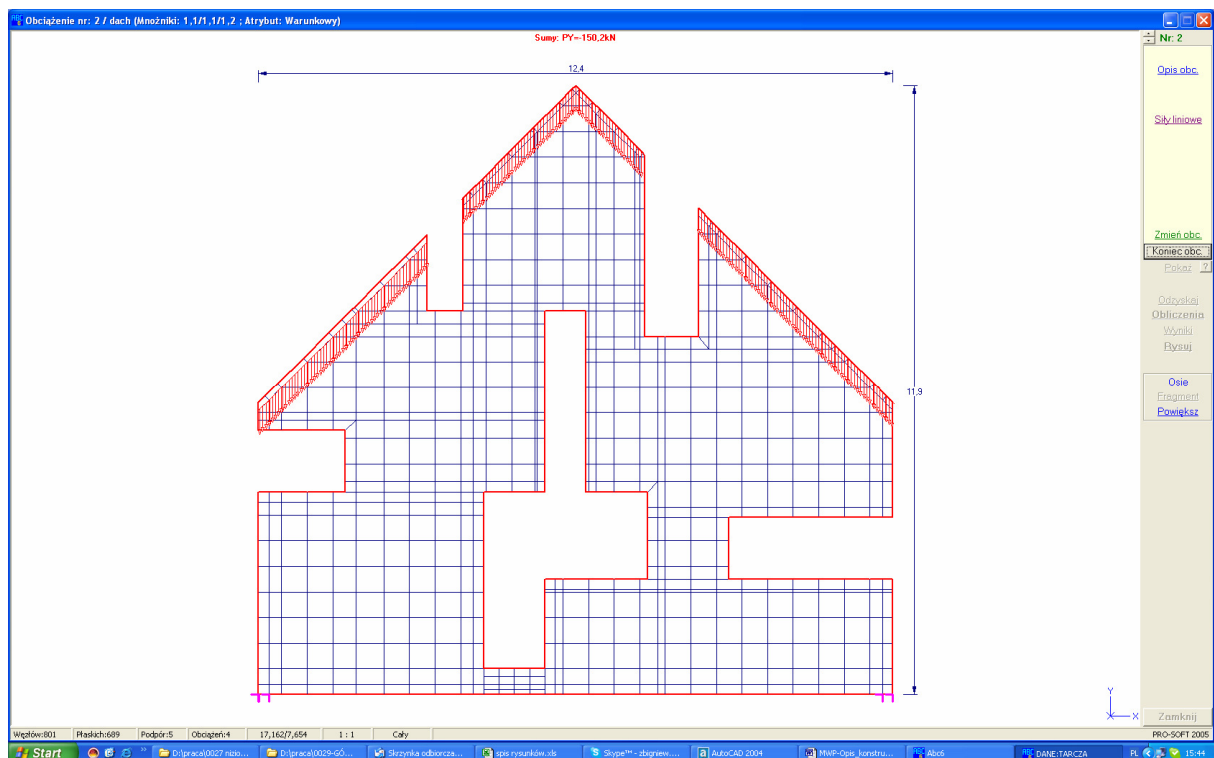 Obciążenie nr: 2 / dach (Mnożniki: 1,1/1,1/1,2 ; Atrybut: Warunkowy)
Sumy: PY=-150,2kN
Nr: 2
12,4
Opis obc.
Siły liniowe
Zmień obc.
Koniec obc.
Pokaż ?
Odzyskaj
Obliczenia
Wyniki
Rysuj
Osie
Fragment
Powiększ
11,9
Y
X
Zamknij
Węzłów:801 Płaskich:689 Podpór:5 Obciążeń:4 17,162/7,654 1 : 1 Cały PRO-SOFT 2005
Start D:\praca\0027 nizio... D:\praca\0029-GÓ... Skrzynka odbiorcza... spis rysunków.xls Skype™ - zbigniew.... AutoCAD 2004 MWP-Opis_konstru... Abc6 DANE:TARCZA PL 15:44